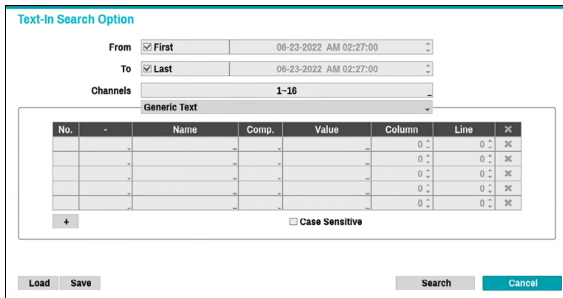 Text-In Search Option
From First 06-23-2022 AM 02:27:00
To Last 06-23-2022 AM 02:27:00
Channels 1~16
Generic Text
No. - Name Comp. Value Column Line ×
0 0 ×
0 0 ×
0 0 ×
0 0 ×
0 0 ×
+ Case Sensitive
Load Save Search Cancel